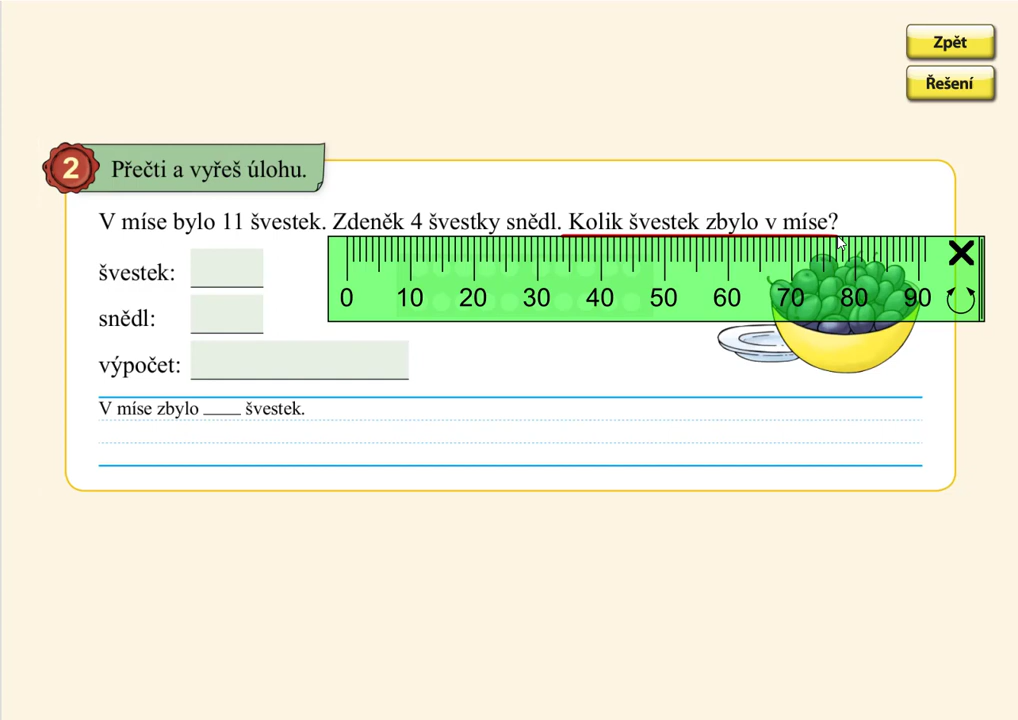 Zpět
Řešení
2 Přečti a vyřeš úlohu.
V míse bylo 11 švestek. Zdeněk 4 švestky snědl. Kolik švestek zbylo v míse?
švestek:
0 10 20 30 40 50 60 70 80 90
snědl:
výpočet:
V míse zbylo ____ švestek.